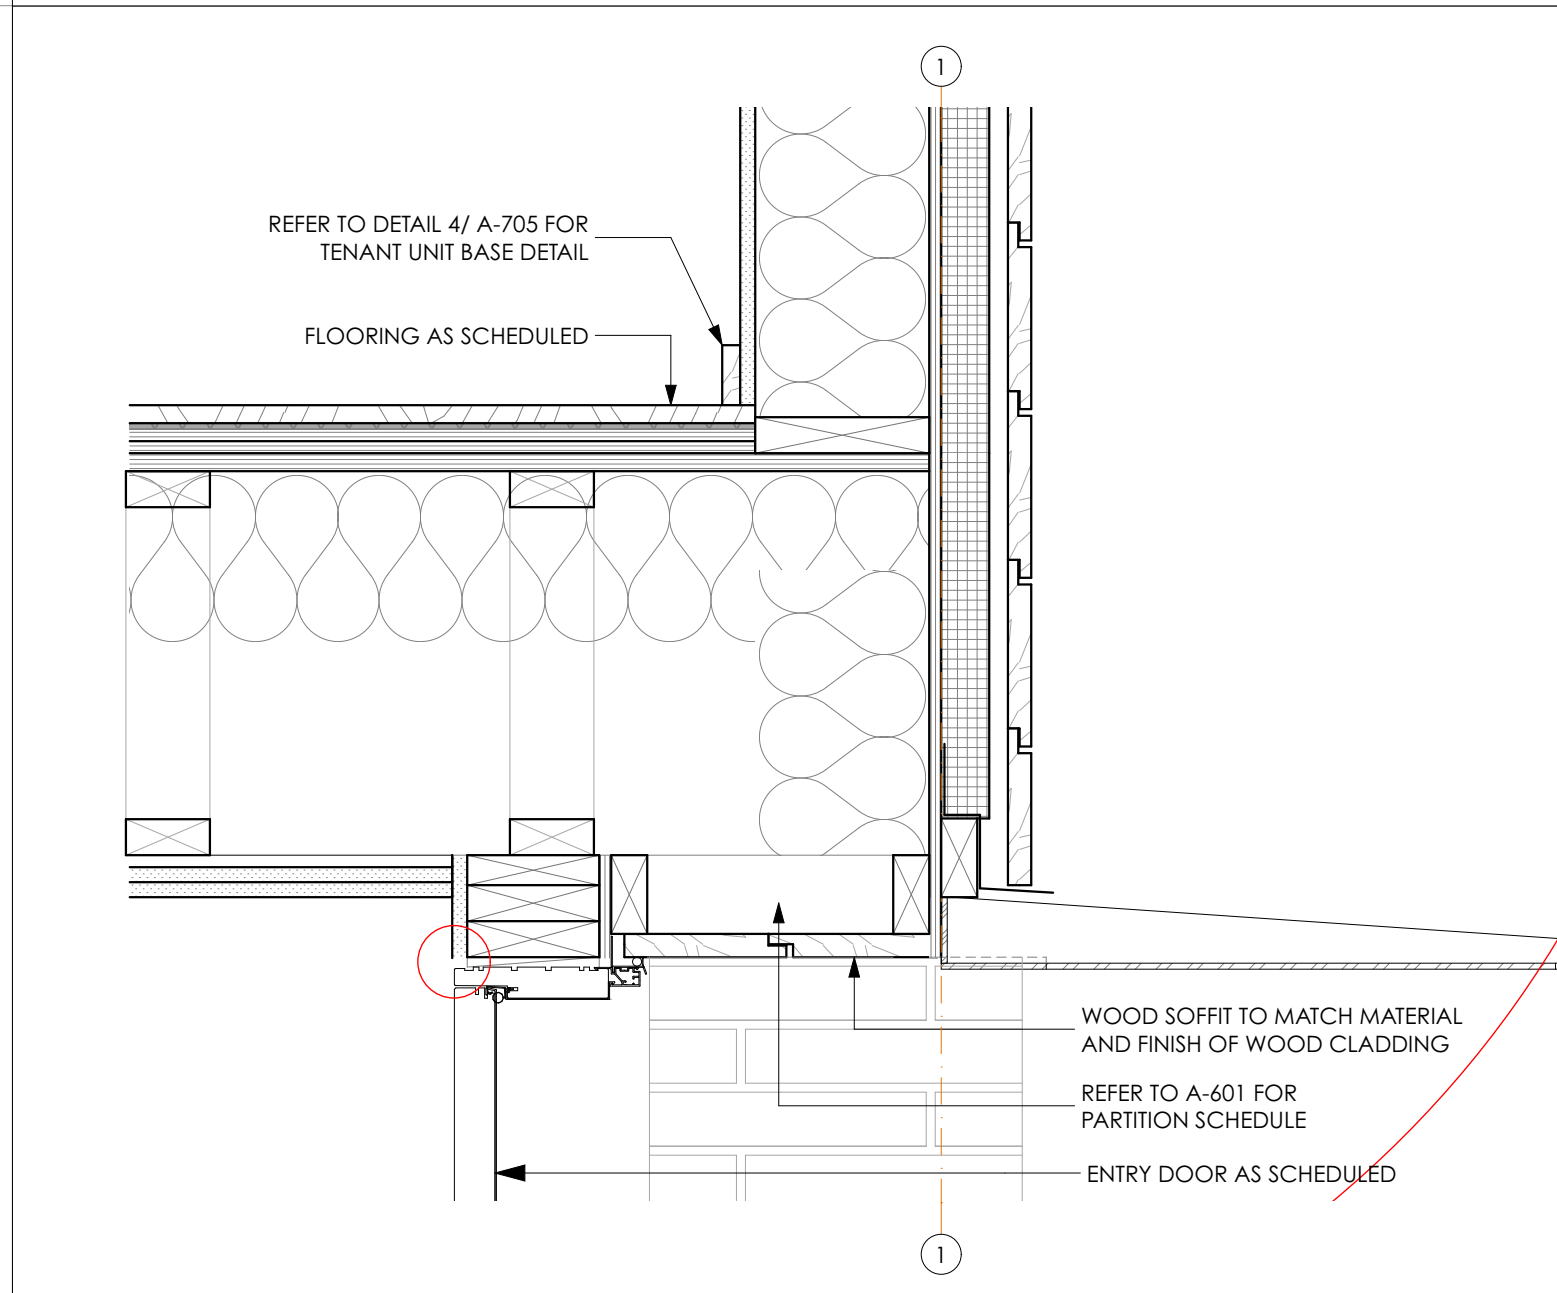 1
REFER TO DETAIL 4/ A-705 FOR
TENANT UNIT BASE DETAIL
FLOORING AS SCHEDULED
WOOD SOFFIT TO MATCH MATERIAL
AND FINISH OF WOOD CLADDING
REFER TO A-601 FOR
PARTITION SCHEDULE
ENTRY DOOR AS SCHEDULED
1